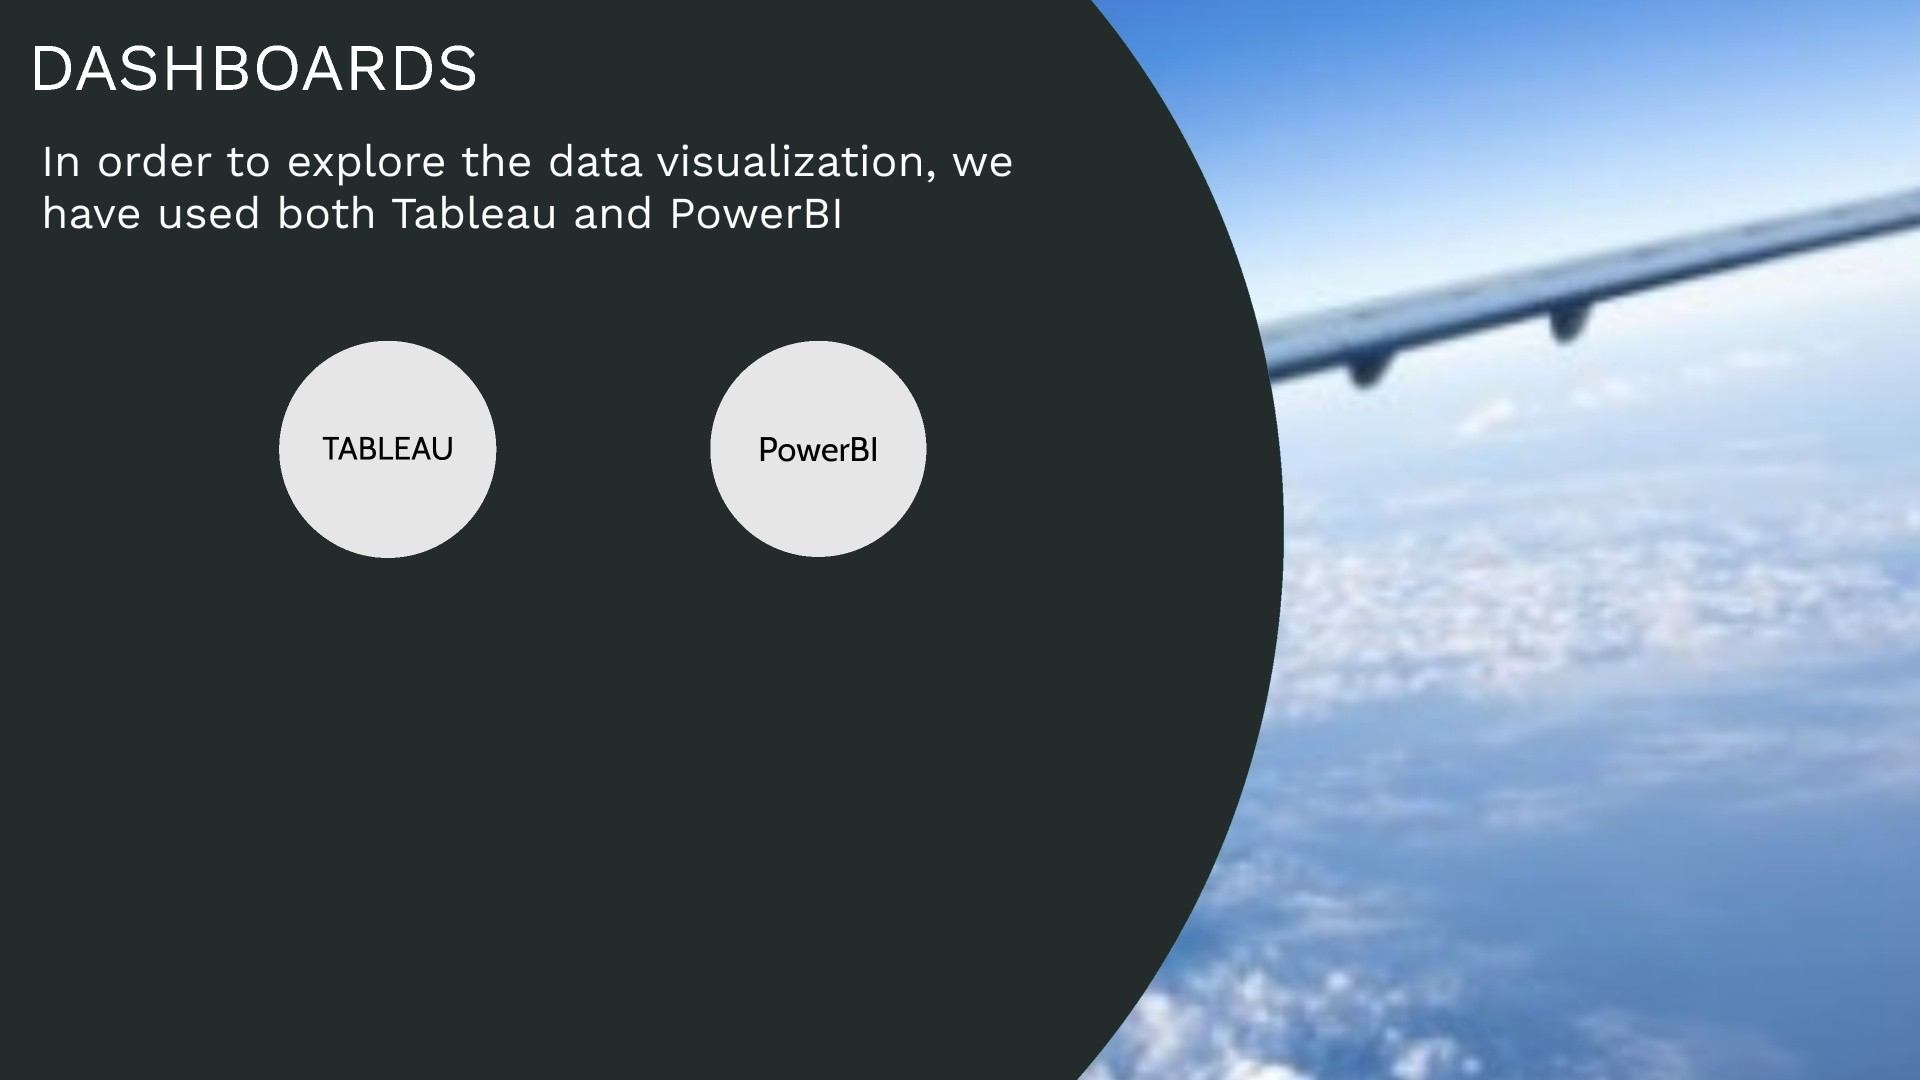 DASHBOARDS
In order to explore the data visualization, we
have used both Tableau and PowerBI
TABLEAU
PowerBI